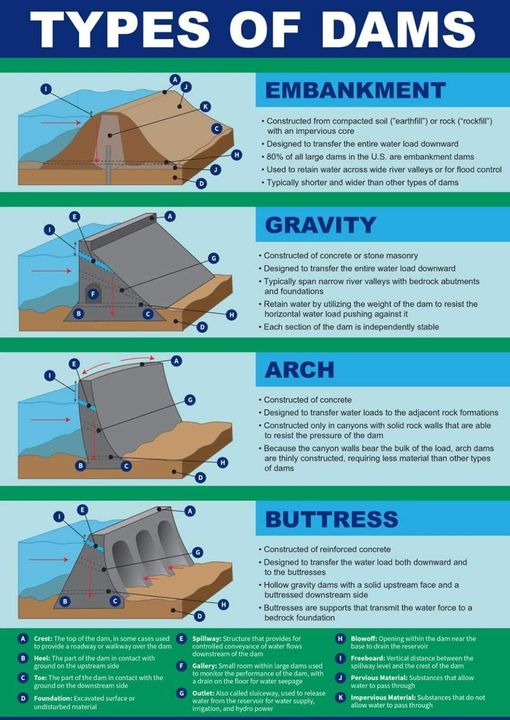 TYPES OF DAMS
EMBANKMENT
• Constructed from compacted soil ("earthfill") or rock ("rockfill")
with an impervious core
• Designed to transfer the entire water load downward
• 80% of all large dams in the U.S. are embankment dams
• Used to retain water across wide river valleys or for flood control
• Typically shorter and wider than other types of dams
I
A
J
K
C
H
J
D
GRAVITY
• Constructed of concrete or stone masonry
• Designed to transfer the entire water load downward
• Typically span narrow river valleys with bedrock abutments
and foundations
• Retain water by utilizing the weight of the dam to resist the
horizontal water load pushing against it
• Each section of the dam is independently stable
E
A
I
G
F
B
C
H
D
ARCH
• Constructed of concrete
• Designed to transfer water loads to the adjacent rock formations
• Constructed only in canyons with solid rock walls that are able
to resist the pressure of the dam
• Because the canyon walls bear the bulk of the load, arch dams
are thinly constructed, requiring less material than other types
of dams
E
A
I
G
B
C
H
D
BUTTRESS
• Constructed of reinforced concrete
• Designed to transfer the water load both downward and
to the buttresses
• Hollow gravity dams with a solid upstream face and a
buttressed downstream side
• Buttresses are supports that transmit the water force to a
bedrock foundation
E
A
I
G
B
C
H
D
A Crest: The top of the dam, in some cases used
to provide a roadway or walkway over the dam
B Heel: The part of the dam in contact with
ground on the upstream side
C Toe: The part of the dam in contact with
the ground on the downstream side
D Foundation: Excavated surface or
undisturbed material
E Spillway: Structure that provides for
controlled conveyance of water flows
downstream of the dam
F Gallery: Small room within large dams used
to monitor the performance of the dam, with
a drain on the floor for water seepage
G Outlet: Also called sluiceway, used to release
water from the reservoir for water supply,
irrigation, and hydro power
H Blowoff: Opening within the dam near the
base to drain the reservoir
I Freeboard: Vertical distance between the
spillway level and the crest of the dam
J Pervious Material: Substances that allow
water to pass through
K Impervious Material: Substances that do not
allow water to pass through